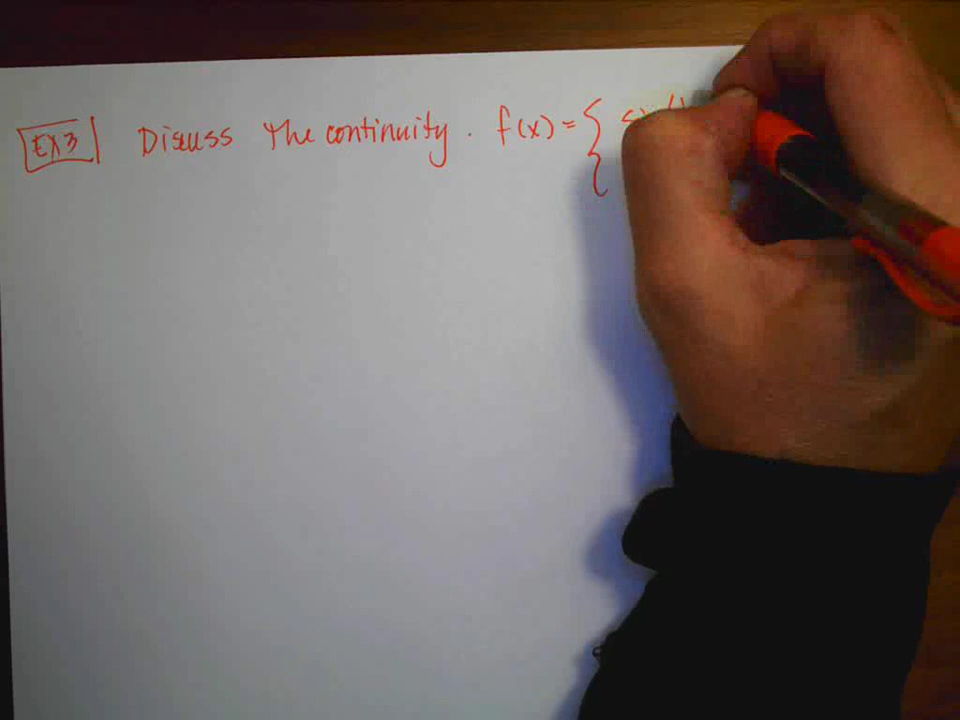 EX3 Discuss the continuity. f(x) = {